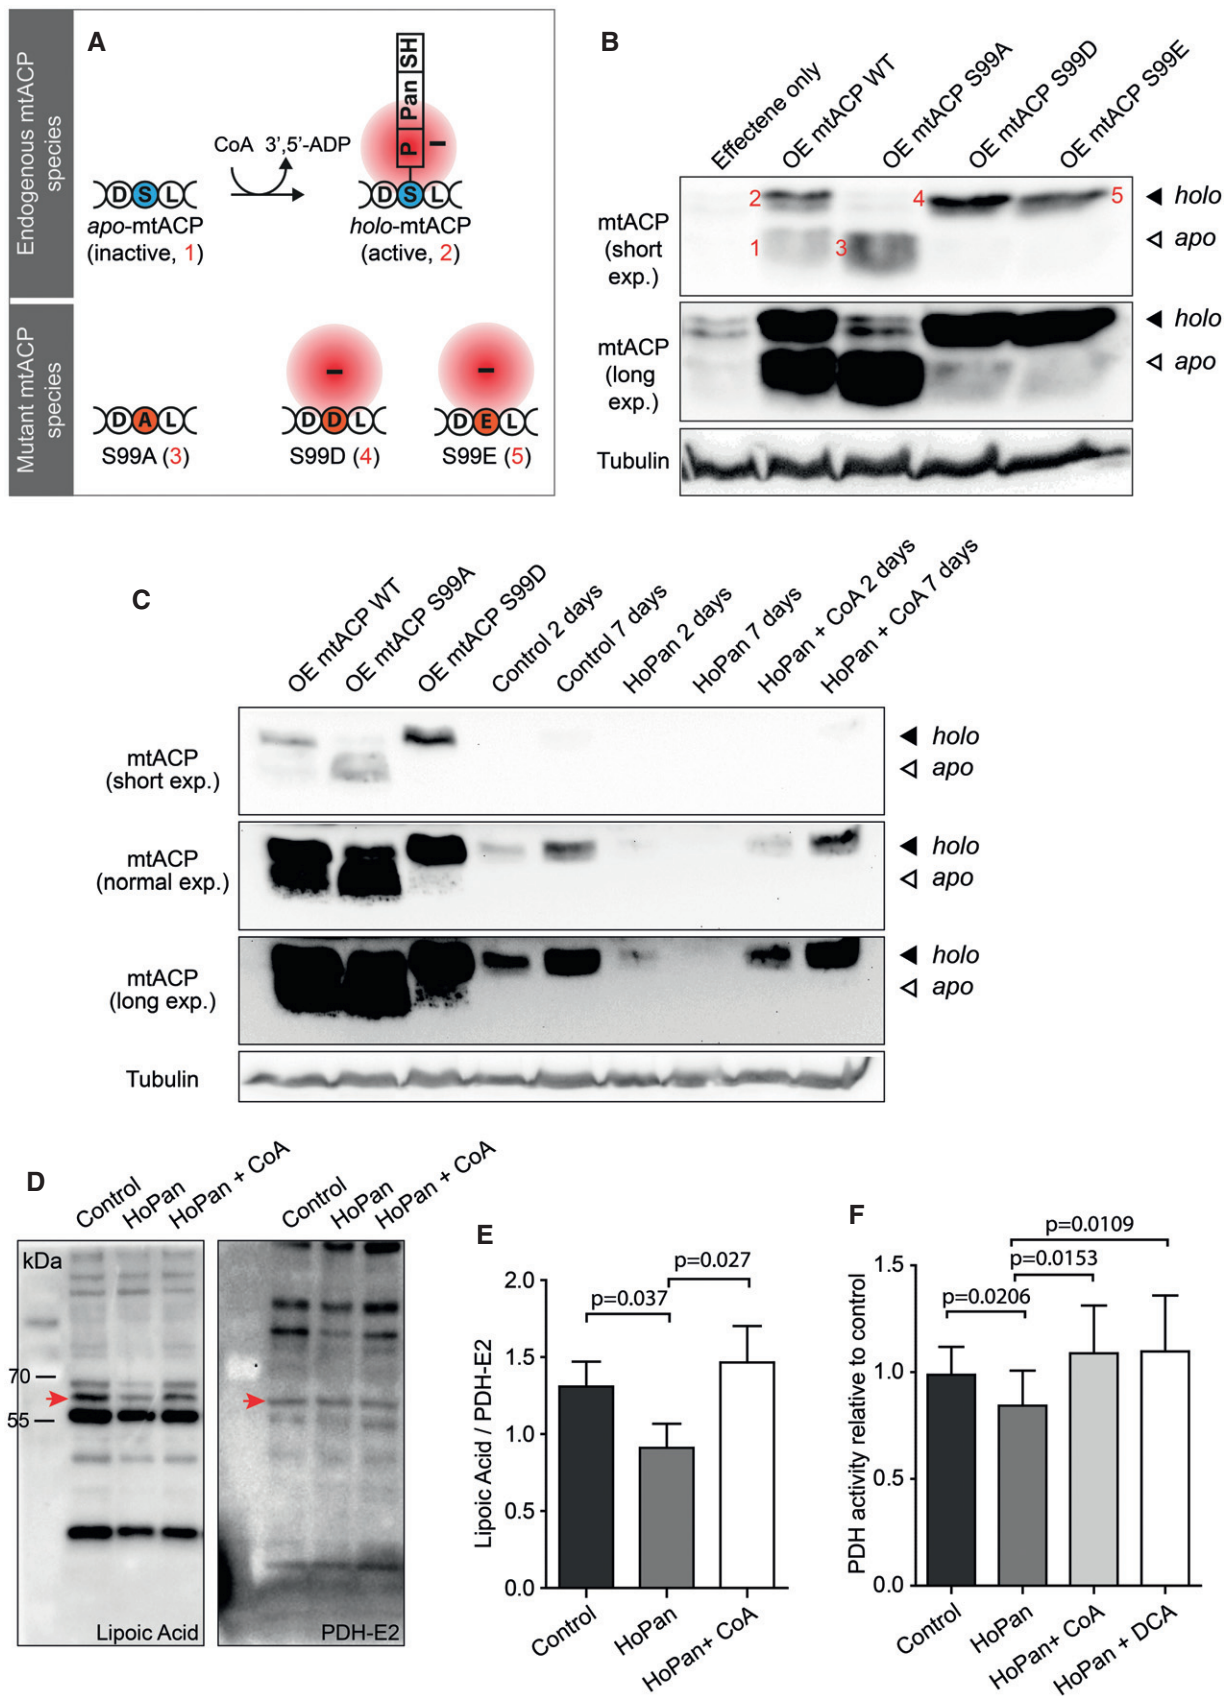 A
Endogenous mtACP
species
Mutant mtACP
species
CoA 3',5'-ADP
P Pan SH
−
D S L
D S L
apo-mtACP
(inactive, 1)
holo-mtACP
(active, 2)
−
−
D A L
D D L
D E L
S99A (3)
S99D (4)
S99E (5)
B
Effectene only
OE mtACP WT
OE mtACP S99A
OE mtACP S99D
OE mtACP S99E
mtACP
(short
exp.)
2
4
5
1
3
holo
apo
mtACP
(long
exp.)
holo
apo
Tubulin
C
OE mtACP WT
OE mtACP S99A
OE mtACP S99D
Control 2 days
Control 7 days
HoPan 2 days
HoPan 7 days
HoPan + CoA 2 days
HoPan + CoA 7 days
mtACP
(short exp.)
holo
apo
mtACP
(normal exp.)
holo
apo
mtACP
(long exp.)
holo
apo
Tubulin
D
Control
HoPan
HoPan + CoA
Control
HoPan
HoPan + CoA
kDa
70
55
Lipoic Acid
PDH-E2
E
p=0.027
p=0.037
Lipoic Acid / PDH-E2
2.0
1.5
1.0
0.5
0.0
Control
HoPan
HoPan+ CoA
F
p=0.0109
p=0.0153
p=0.0206
PDH activity relative to control
1.5
1.0
0.5
0.0
Control
HoPan
HoPan+ CoA
HoPan + DCA